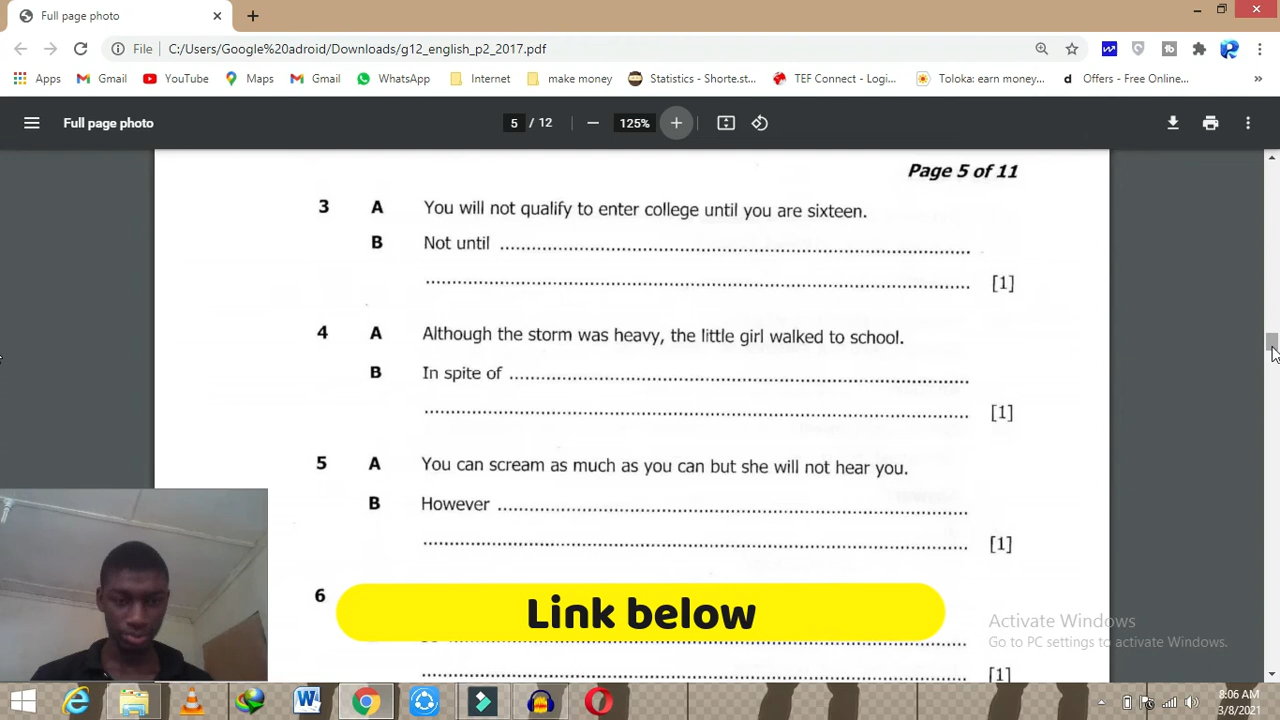 Full page photo
File C:/Users/Google%20adroid/Downloads/g12_english_p2_2017.pdf
Apps Gmail YouTube Maps Gmail WhatsApp Internet make money Statistics - Shorte.st... TEF Connect - Logi... Toloka: earn money... Offers - Free Online... »
Full page photo 5 / 12 125%
Page 5 of 11
3 A You will not qualify to enter college until you are sixteen.
B Not until ................................................................................
................................................................................ [1]
4 A Although the storm was heavy, the little girl walked to school.
B In spite of ................................................................................
................................................................................ [1]
5 A You can scream as much as you can but she will not hear you.
B However ................................................................................
................................................................................ [1]
6
Link below
................................................................................ [1]
Activate Windows
Go to PC settings to activate Windows.
8:06 AM
3/8/2021